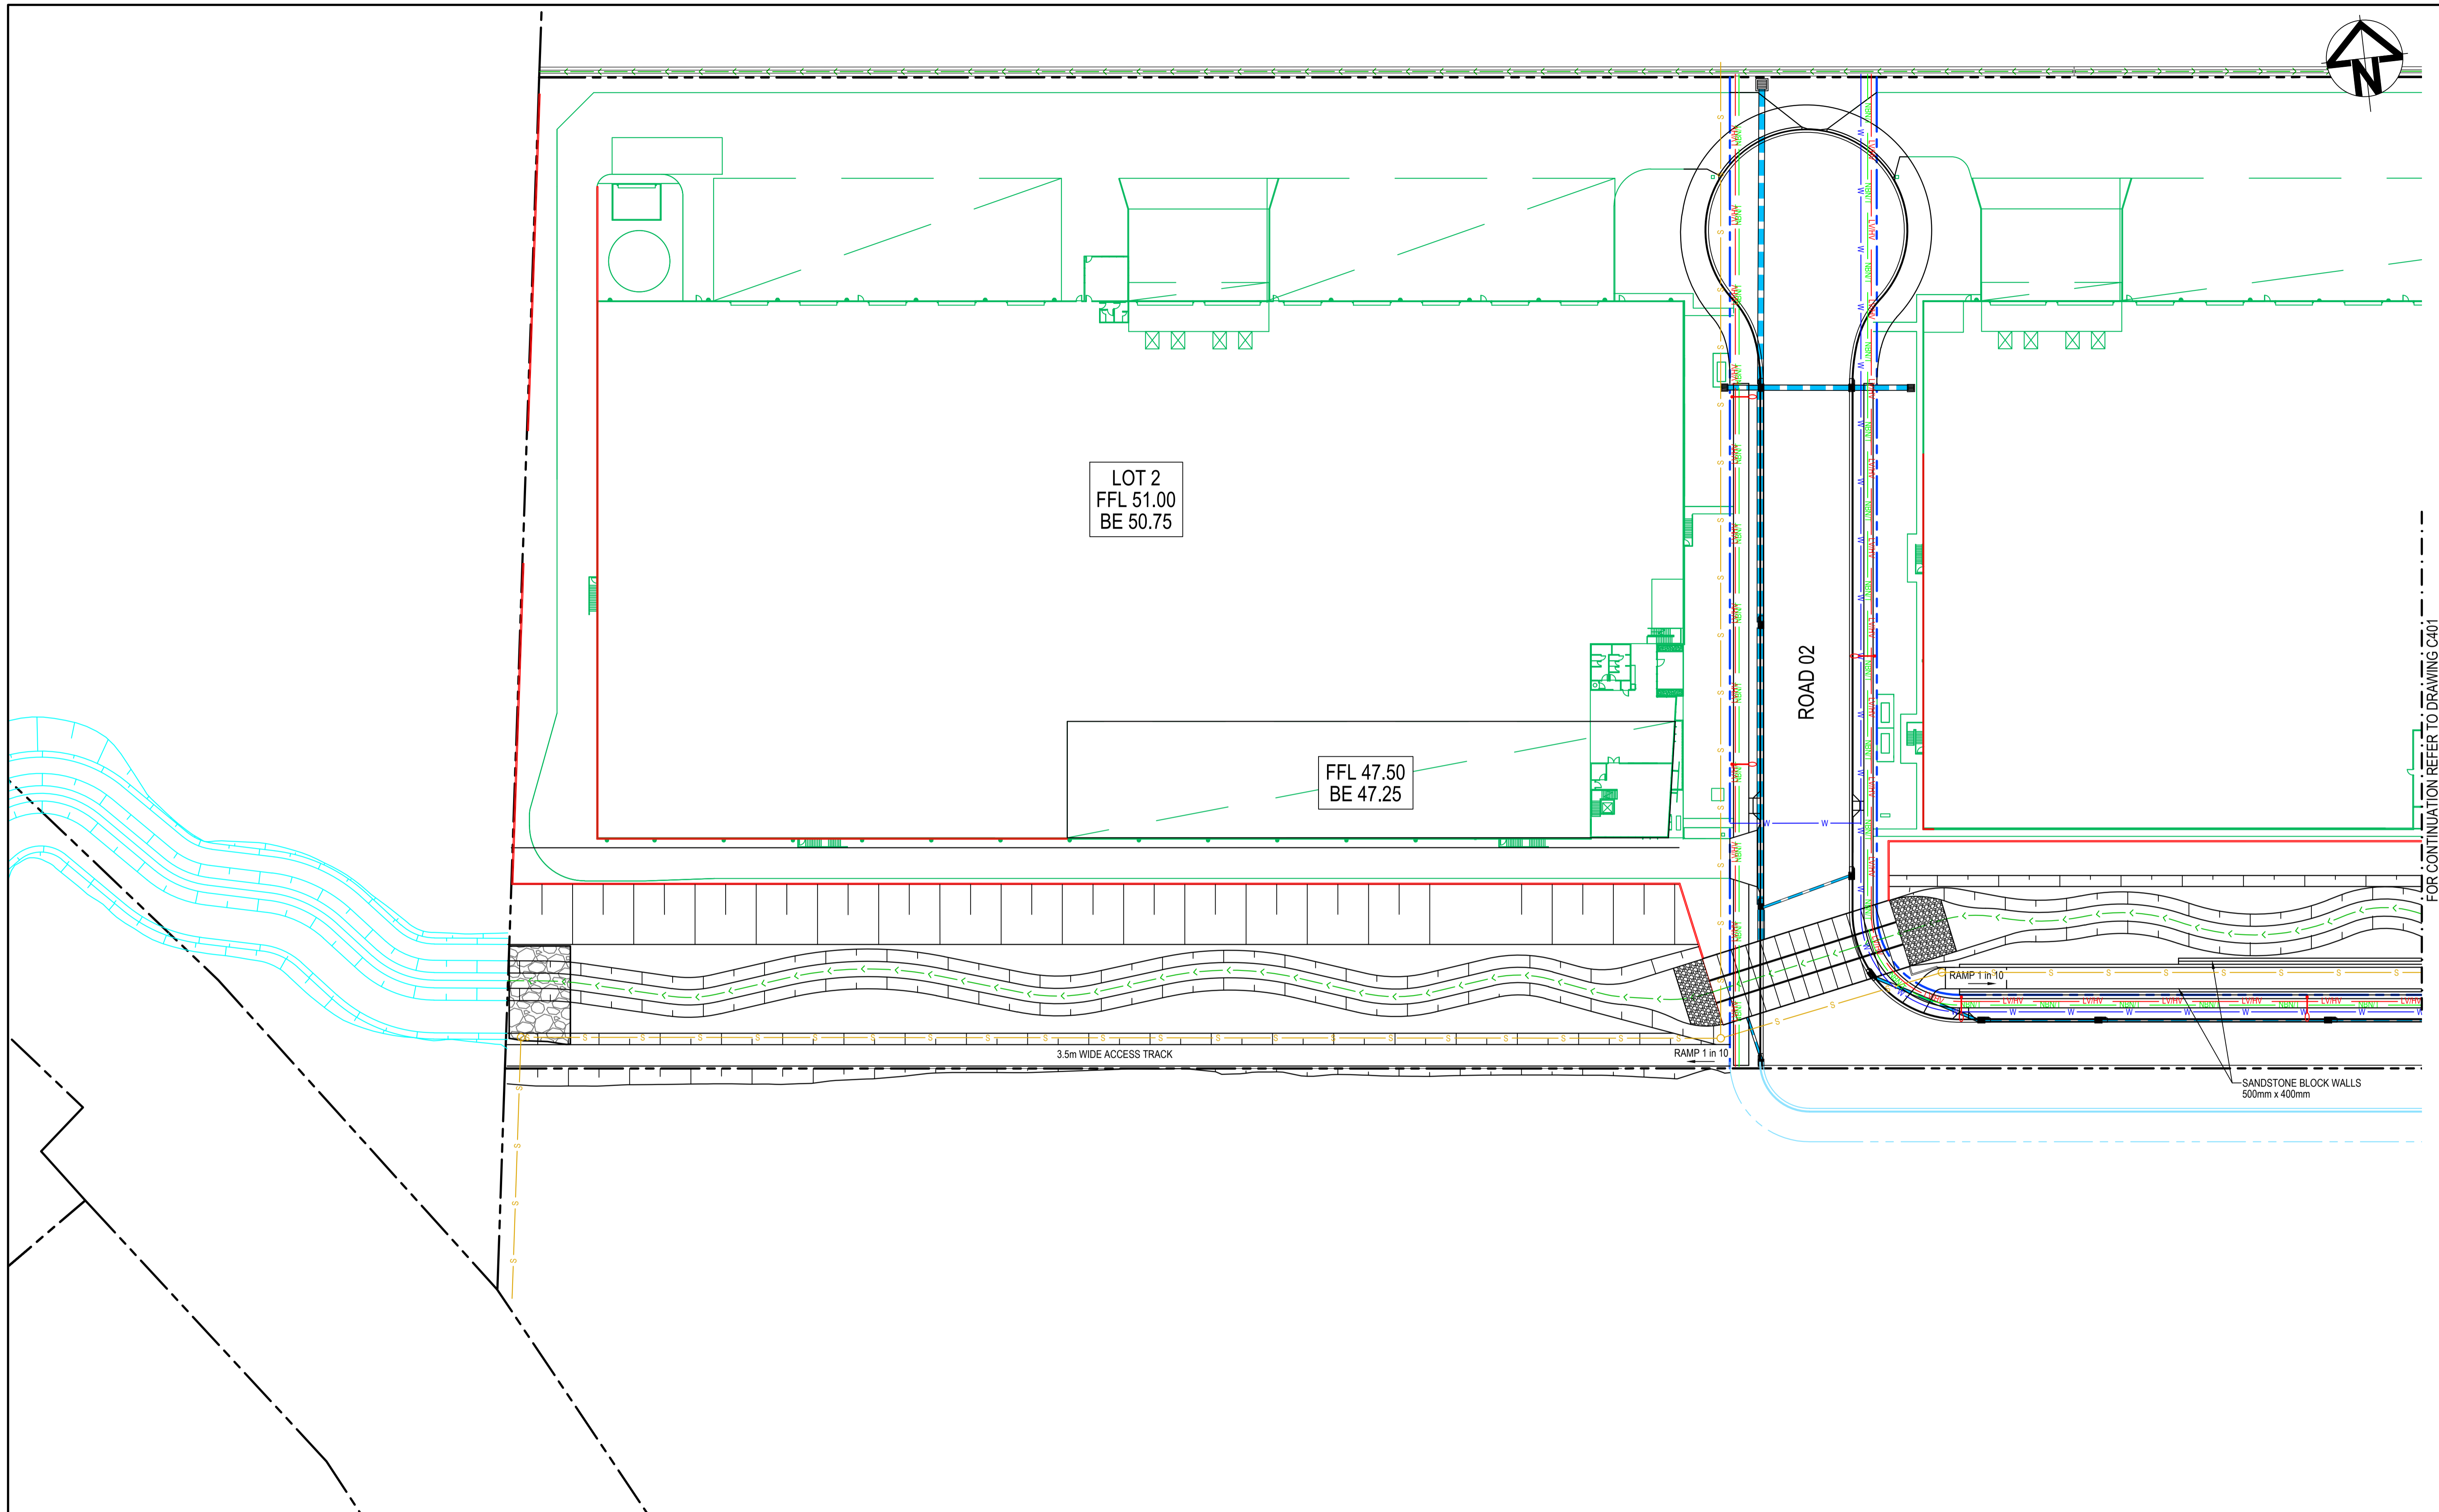 N
LOT 2
FFL 51.00
BE 50.75
ROAD 02
FFL 47.50
BE 47.25
FOR CONTINUATION REFER TO DRAWING C401
RAMP 1 in 10
3.5m WIDE ACCESS TRACK
RAMP 1 in 10
SANDSTONE BLOCK WALLS
500mm x 400mm